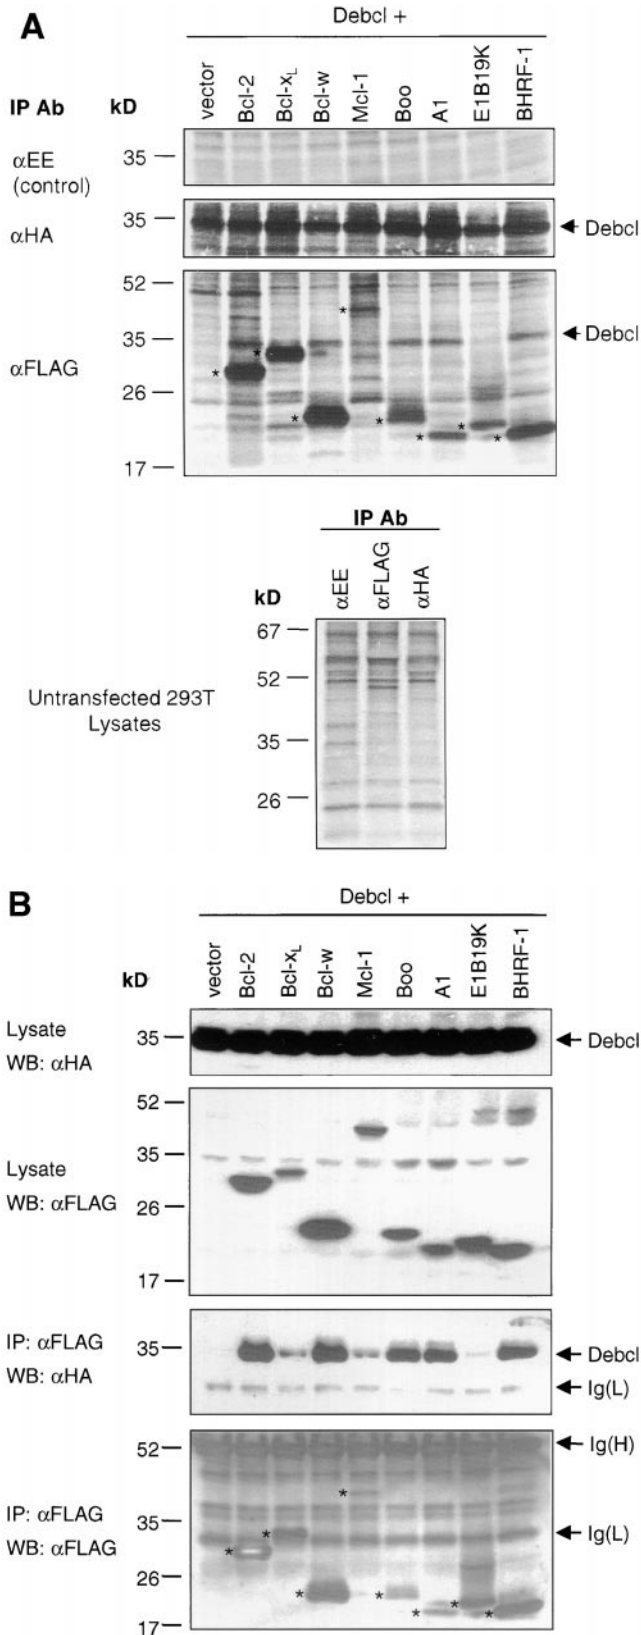 A
Debcl +
vector Bcl-2 Bcl-xL Bcl-w Mcl-1 Boo A1 E1B19K BHRF-1
IP Ab kD
αEE
(control)
35
αHA
35
Debcl
52
35
Debcl
αFLAG
26
17
* * * * * * * *
IP Ab
kD
αEE αFLAG αHA
67
52
Untransfected 293T
Lysates
35
26
B
Debcl +
kD
vector Bcl-2 Bcl-xL Bcl-w Mcl-1 Boo A1 E1B19K BHRF-1
Lysate
WB: αHA
35
Debcl
52
35
Lysate
WB: αFLAG
26
17
IP: αFLAG
WB: αHA
35
Debcl
Ig(L)
52
Ig(H)
IP: αFLAG
WB: αFLAG
35
Ig(L)
26
17
* * * * * * * *